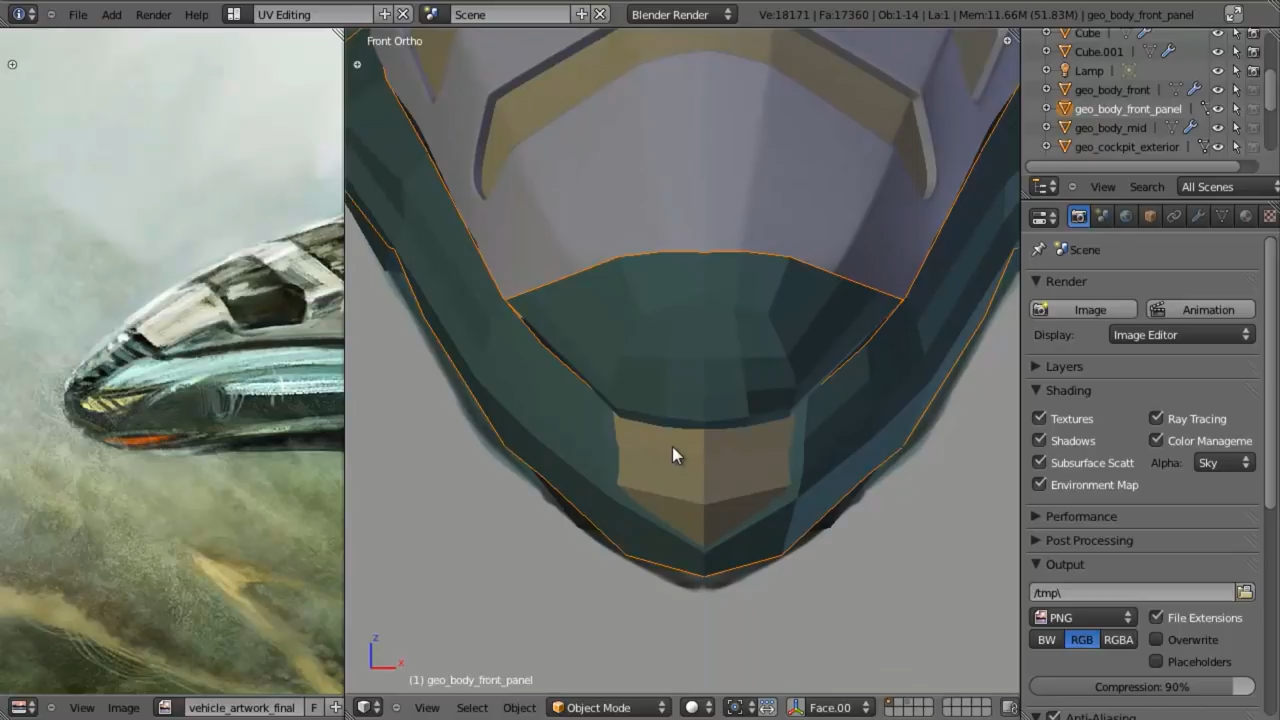 File Add Render Help UV Editing Scene Blender Render Ve:18171 | Fa:17360 | Ob:1-14 | La:1 | Mem:11.66M (51.83M) | geo_body_front_panel
Front Ortho
Cube
Cube.001
Lamp
geo_body_front
geo_body_front_panel
geo_body_mid
geo_cockpit_exterior
View Search All Scenes
Scene
Render
Image Animation
Display: Image Editor
Layers
Shading
Textures Ray Tracing
Shadows Color Manageme
Subsurface Scatt Alpha: Sky
Environment Map
Performance
Post Processing
Output
/tmp\
PNG File Extensions
BW RGB RGBA Overwrite
Placeholders
Compression: 90%
Anti-Aliasing
z
x
(1) geo_body_front_panel
View Image vehicle_artwork_final F
View Select Object Object Mode Face.00